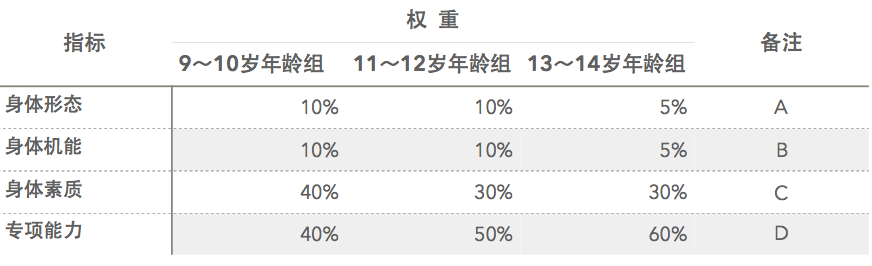 指标 权 重 备注
9～10岁年龄组 11～12岁年龄组 13～14岁年龄组
身体形态 10% 10% 5% A
身体机能 10% 10% 5% B
身体素质 40% 30% 30% C
专项能力 40% 50% 60% D